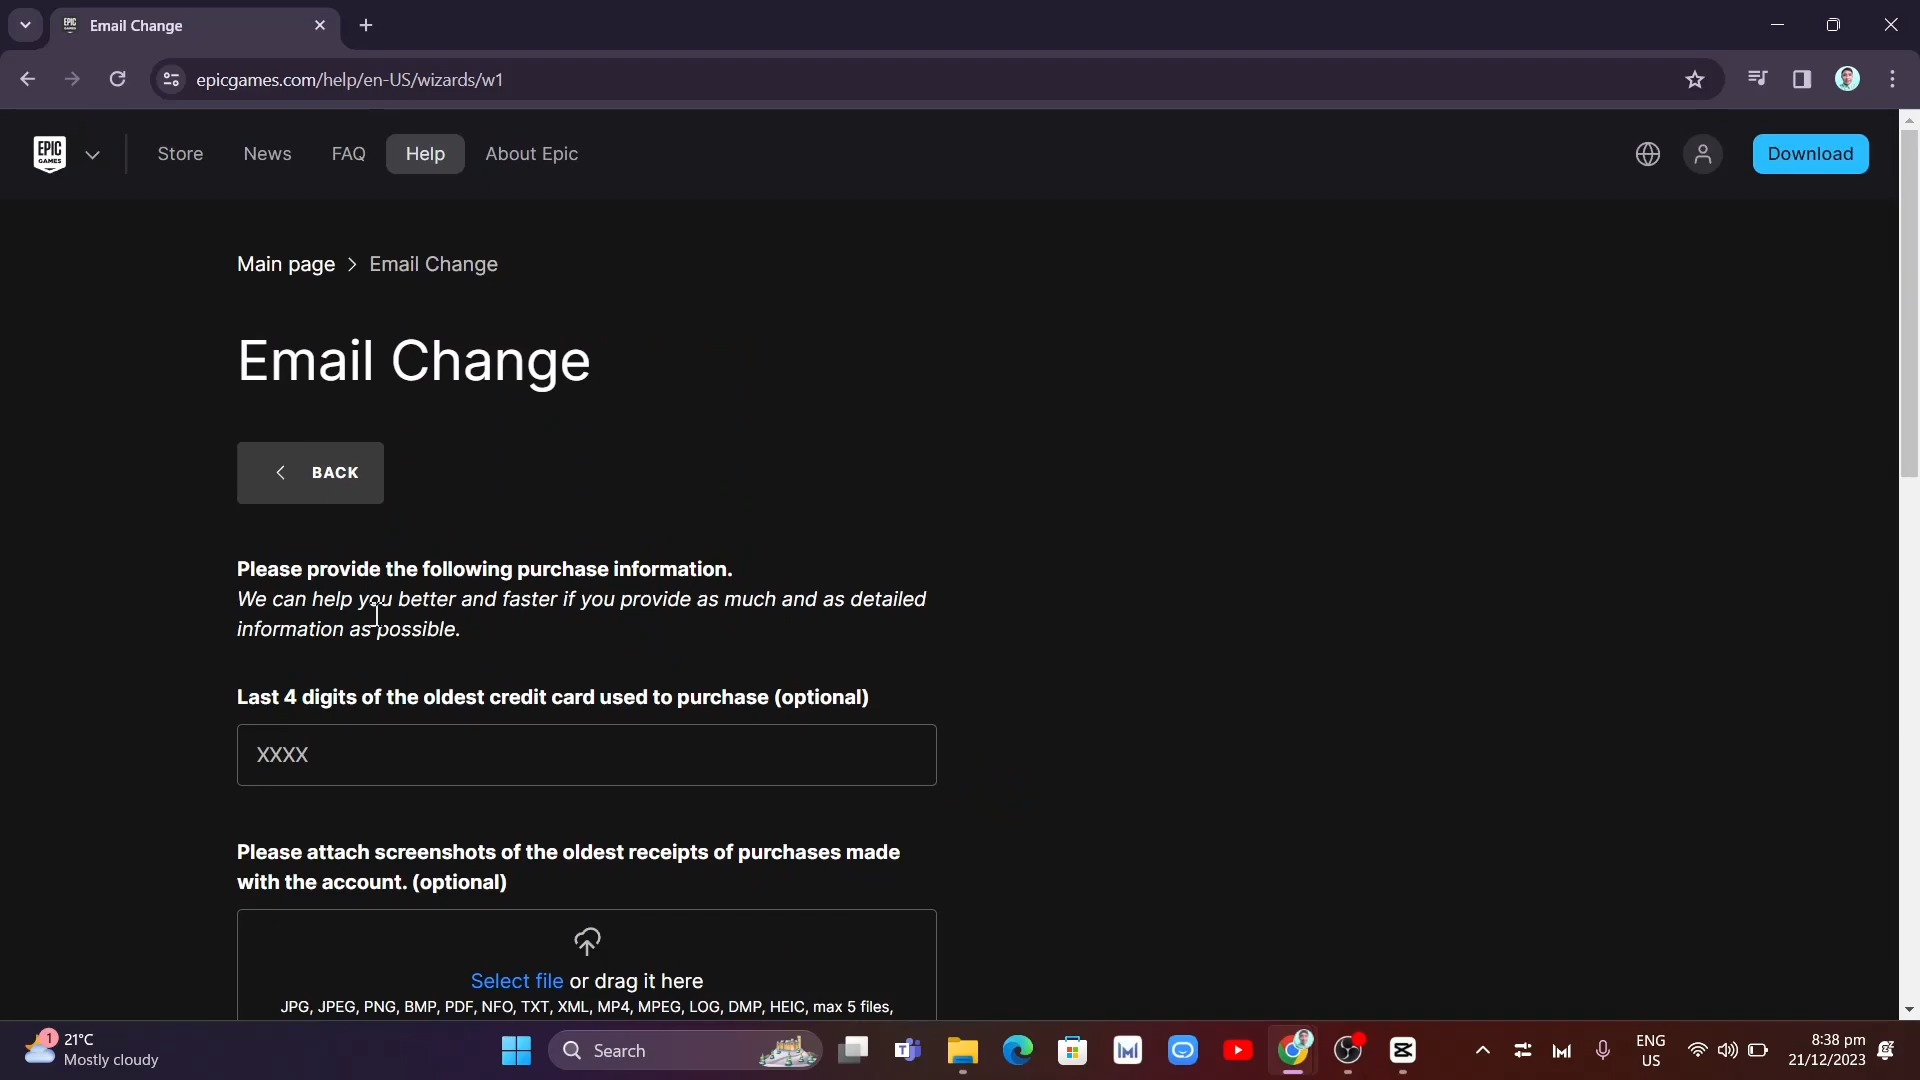 Email Change
epicgames.com/help/en-US/wizards/w1
EPIC GAMES
Store News FAQ Help About Epic
Download
Main page > Email Change
Email Change
BACK
Please provide the following purchase information.
We can help you better and faster if you provide as much and as detailed
information as possible.
Last 4 digits of the oldest credit card used to purchase (optional)
XXXX
Please attach screenshots of the oldest receipts of purchases made
with the account. (optional)
Select file or drag it here
JPG, JPEG, PNG, BMP, PDF, NFO, TXT, XML, MP4, MPEG, LOG, DMP, HEIC, max 5 files,
1
21°C
Mostly cloudy
Search
ENG
US
8:38 pm
21/12/2023